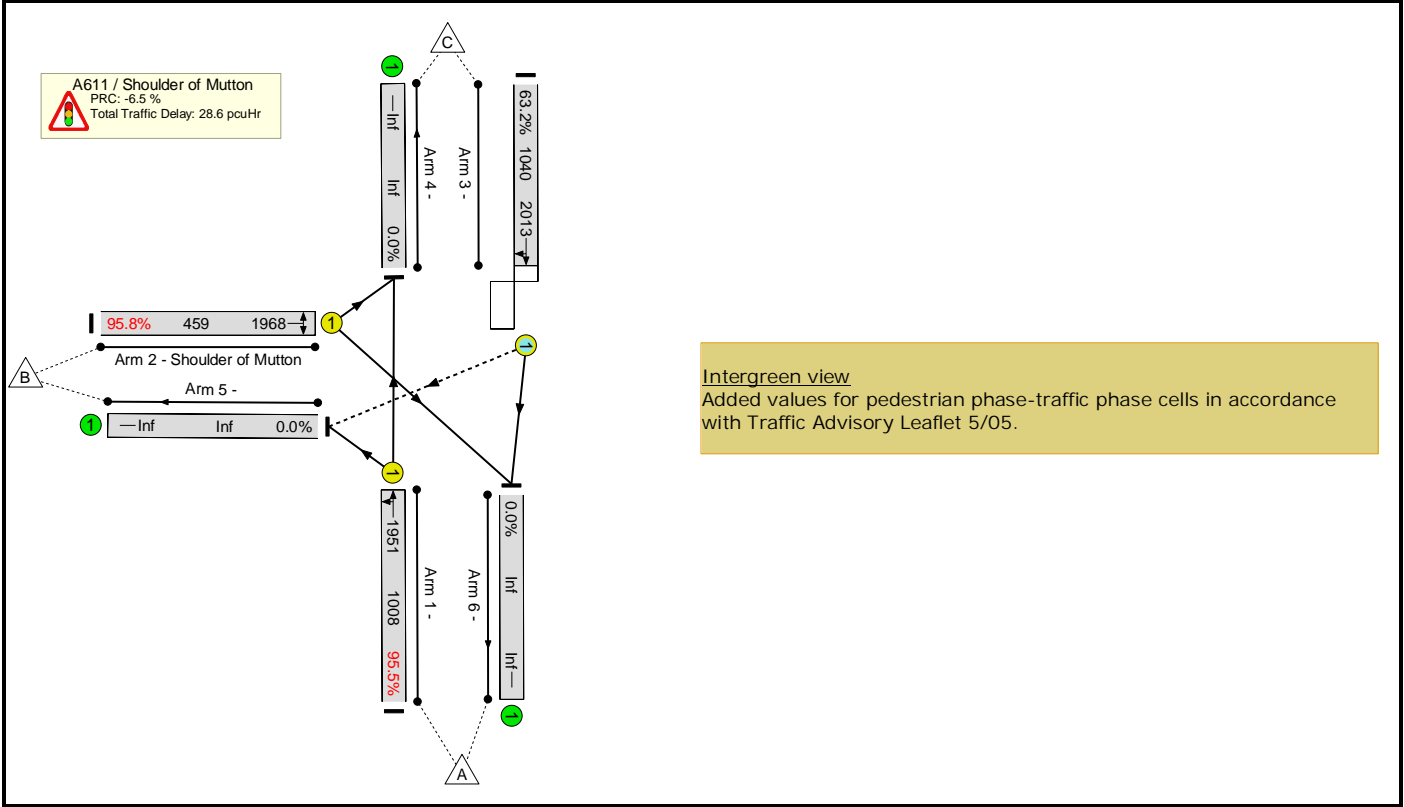 A611 / Shoulder of Mutton
PRC: -6.5 %
Total Traffic Delay: 28.6 pcuHr
C
1
Inf
Inf
0.0%
Arm 4 -
Arm 3 -
63.2% 1040 2013
95.8% 459 1968
1
Arm 2 - Shoulder of Mutton
B
Arm 5 -
1
Inf Inf 0.0%
1
1
1951 1008 95.5%
Arm 1 -
Arm 6 -
0.0% Inf Inf
1
A
Intergreen view
Added values for pedestrian phase-traffic phase cells in accordance
with Traffic Advisory Leaflet 5/05.